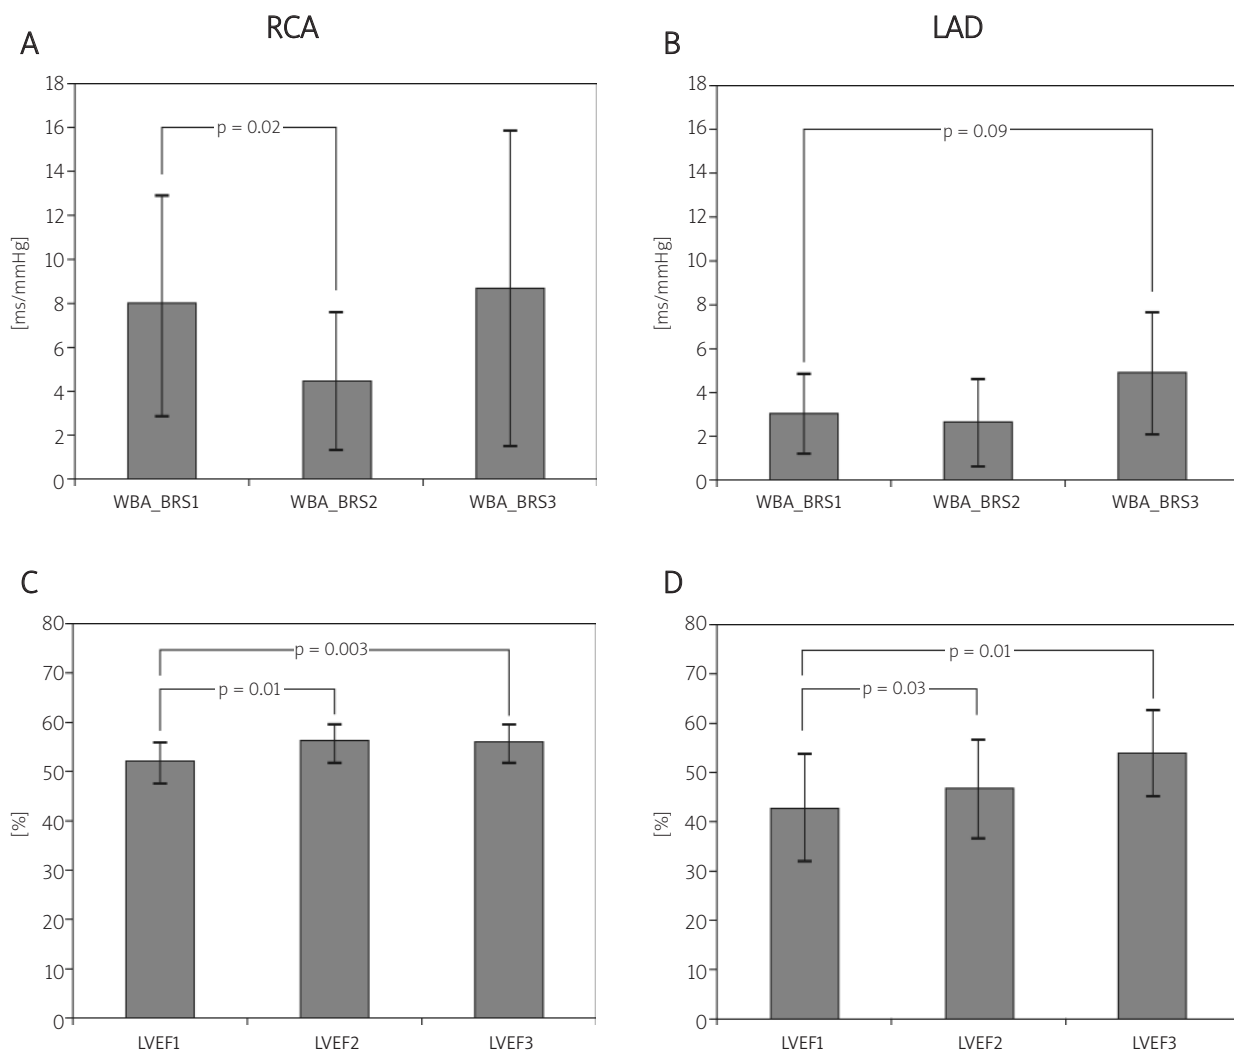 RCA
A
18
16
14
12
10
8
6
4
2
0
[ms/mmHg]
p = 0.02
WBA_BRS1 WBA_BRS2 WBA_BRS3
LAD
B
18
16
14
12
10
8
6
4
2
0
[ms/mmHg]
p = 0.09
WBA_BRS1 WBA_BRS2 WBA_BRS3
C
80
70
60
50
40
30
20
10
0
[%]
p = 0.003
p = 0.01
LVEF1 LVEF2 LVEF3
D
80
70
60
50
40
30
20
10
0
[%]
p = 0.01
p = 0.03
LVEF1 LVEF2 LVEF3